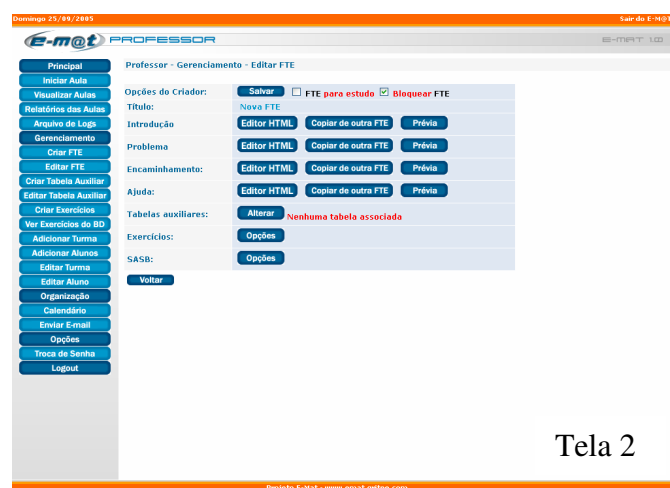 Domingo 25/09/2005 Sair do E-M@T
e-m@t PROFESSOR E-MAT 1.0
Principal
Iniciar Aula
Visualizar Aulas
Relatórios das Aulas
Arquivo de Logs
Gerenciamento
Criar FTE
Editar FTE
Criar Tabela Auxiliar
Editar Tabela Auxiliar
Criar Exercícios
Ver Exercícios do BD
Adicionar Turma
Adicionar Alunos
Editar Turma
Editar Aluno
Organização
Calendário
Enviar E-mail
Opções
Troca de Senha
Logout
Professor - Gerenciamento - Editar FTE
Opções do Criador: Salvar FTE para estudo Bloquear FTE
Título: Nova FTE
Introdução Editor HTML Copiar de outra FTE Prévia
Problema Editor HTML Copiar de outra FTE Prévia
Encaminhamento: Editor HTML Copiar de outra FTE Prévia
Ajuda: Editor HTML Copiar de outra FTE Prévia
Tabelas auxiliares: Alterar Nenhuma tabela associada
Exercícios: Opções
SASB: Opções
Voltar
Tela 2